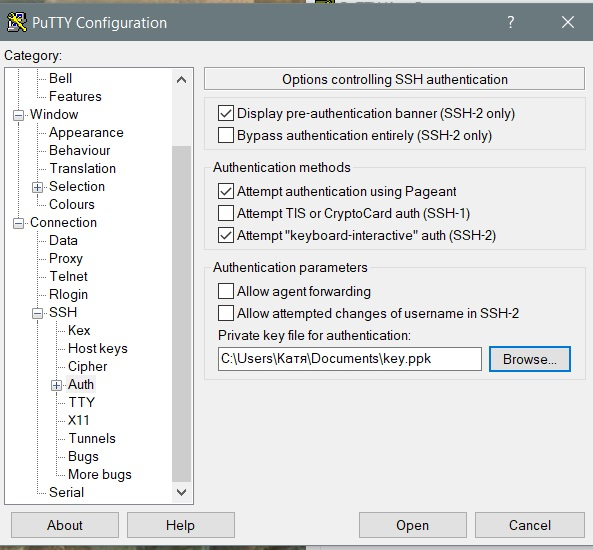 PuTTY Configuration
?
Category:
Bell
Features
Window
Appearance
Behaviour
Translation
Selection
Colours
Connection
Data
Proxy
Telnet
Rlogin
SSH
Kex
Host keys
Cipher
Auth
TTY
X11
Tunnels
Bugs
More bugs
Serial
Options controlling SSH authentication
Display pre-authentication banner (SSH-2 only)
Bypass authentication entirely (SSH-2 only)
Authentication methods
Attempt authentication using Pageant
Attempt TIS or CryptoCard auth (SSH-1)
Attempt "keyboard-interactive" auth (SSH-2)
Authentication parameters
Allow agent forwarding
Allow attempted changes of username in SSH-2
Private key file for authentication:
C:\Users\Катя\Documents\key.ppk
Browse...
About
Help
Open
Cancel